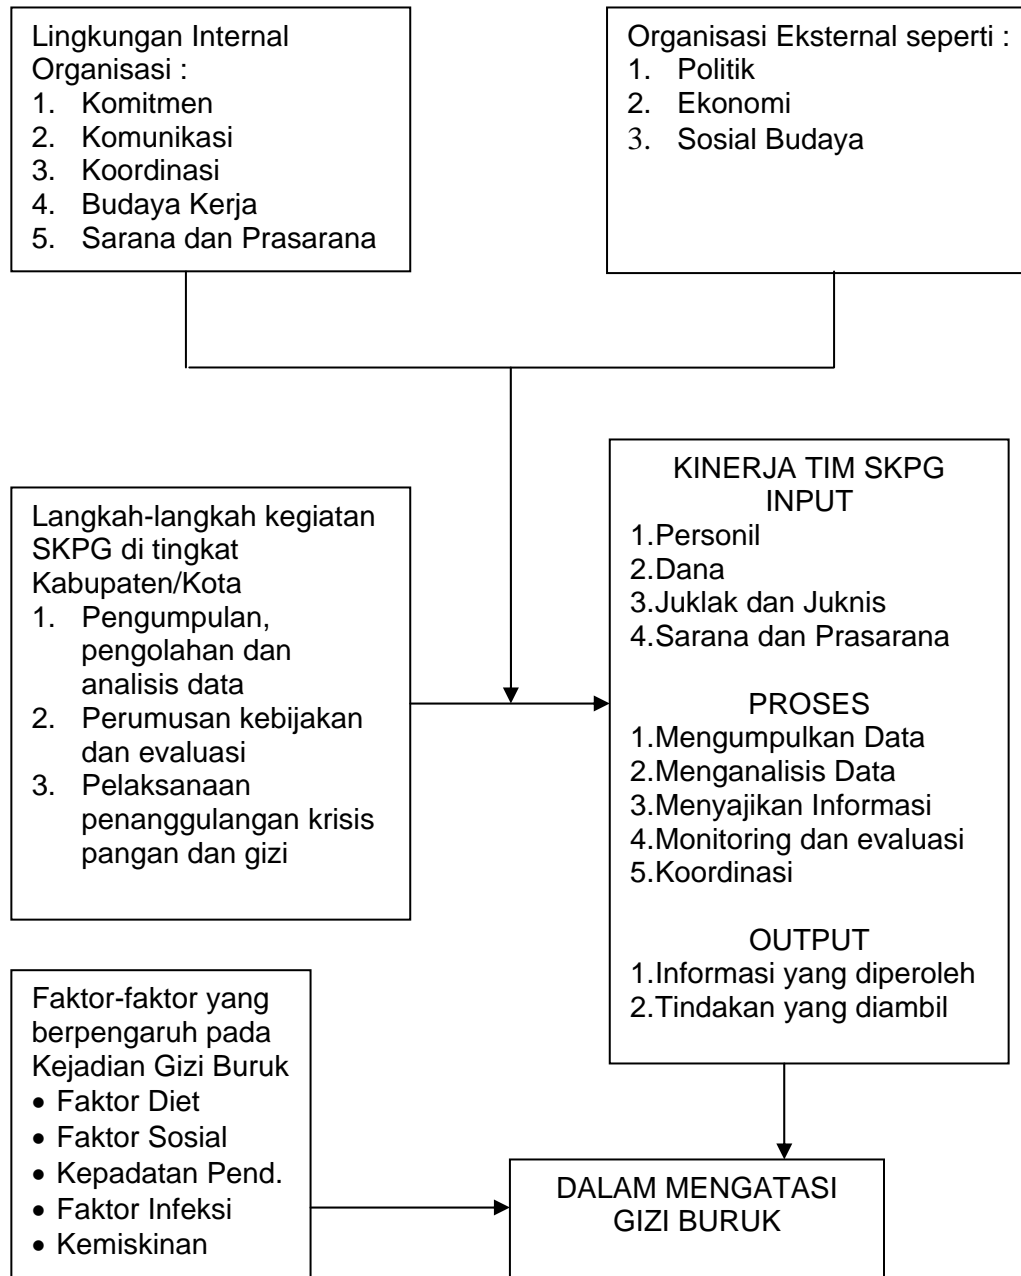 Lingkungan Internal
Organisasi :
1. Komitmen
2. Komunikasi
3. Koordinasi
4. Budaya Kerja
5. Sarana dan Prasarana
Organisasi Eksternal seperti :
1. Politik
2. Ekonomi
3. Sosial Budaya
Langkah-langkah kegiatan
SKPG di tingkat
Kabupaten/Kota
1. Pengumpulan,
pengolahan dan
analisis data
2. Perumusan kebijakan
dan evaluasi
3. Pelaksanaan
penanggulangan krisis
pangan dan gizi
KINERJA TIM SKPG
INPUT
1.Personil
2.Dana
3.Juklak dan Juknis
4.Sarana dan Prasarana
PROSES
1.Mengumpulkan Data
2.Menganalisis Data
3.Menyajikan Informasi
4.Monitoring dan evaluasi
5.Koordinasi
OUTPUT
1.Informasi yang diperoleh
2.Tindakan yang diambil
Faktor-faktor yang
berpengaruh pada
Kejadian Gizi Buruk
• Faktor Diet
• Faktor Sosial
• Kepadatan Pend.
• Faktor Infeksi
• Kemiskinan
DALAM MENGATASI
GIZI BURUK